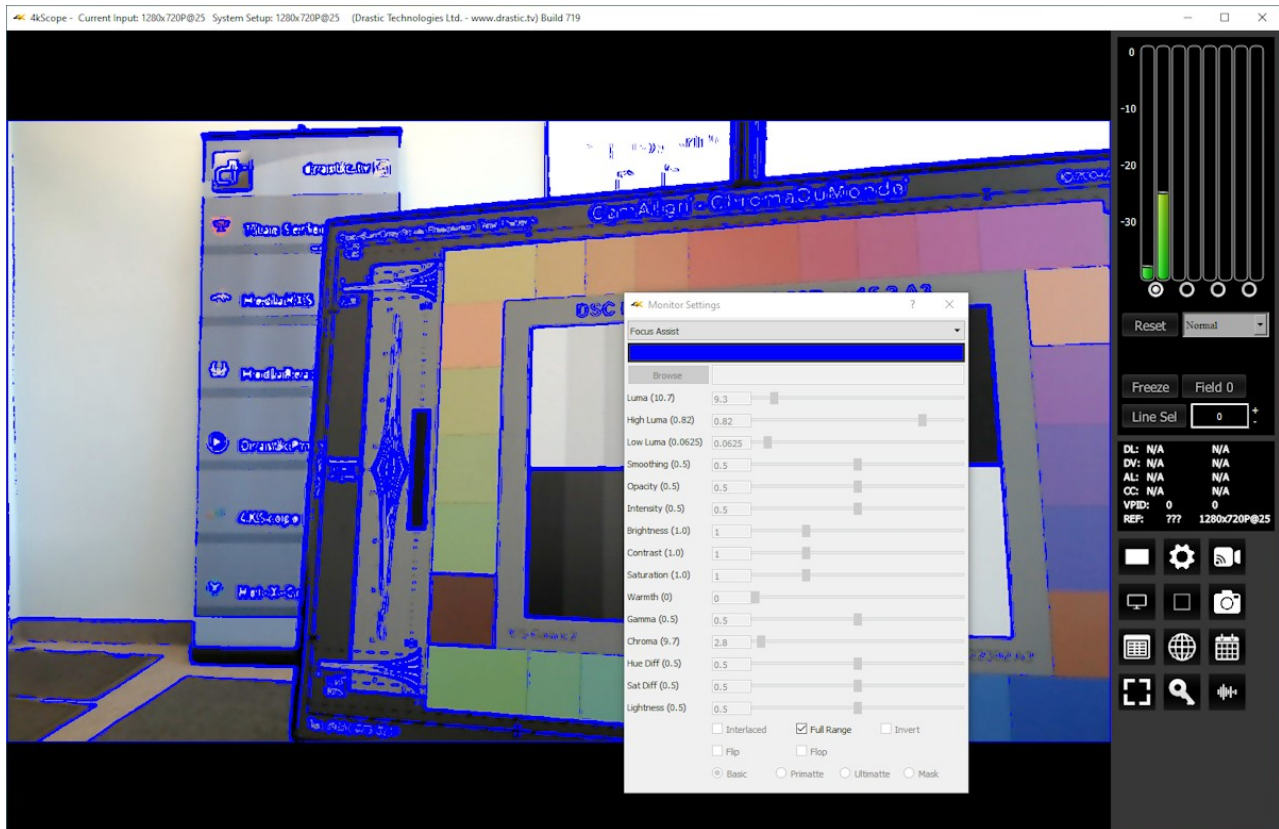 4kScope - Current Input: 1280x720P@25 System Setup: 1280x720P@25 (Drastic Technologies Ltd. - www.drastic.tv) Build 719
drastic.tv
CamAlign - ChromaDuMonde
DSC
4KScope
Monitor Settings
? ×
Focus Assist
Browse
Luma (10.7) 9.3
High Luma (0.82) 0.82
Low Luma (0.0625) 0.0625
Smoothing (0.5) 0.5
Opacity (0.5) 0.5
Intensity (0.5) 0.5
Brightness (1.0) 1
Contrast (1.0) 1
Saturation (1.0) 1
Warmth (0) 0
Gamma (0.5) 0.5
Chroma (9.7) 2.8
Hue Diff (0.5) 0.5
Sat Diff (0.5) 0.5
Lightness (0.5) 0.5
Interlaced Full Range Invert
Flip Flop
Basic Primatte Ultimatte Mask
0
-10
-20
-30
Reset Normal
Freeze Field 0
Line Sel 0 + -
DL: N/A N/A
DV: N/A N/A
AL: N/A N/A
CC: N/A N/A
VPID: 0 0
REF: ??? 1280x720P@25